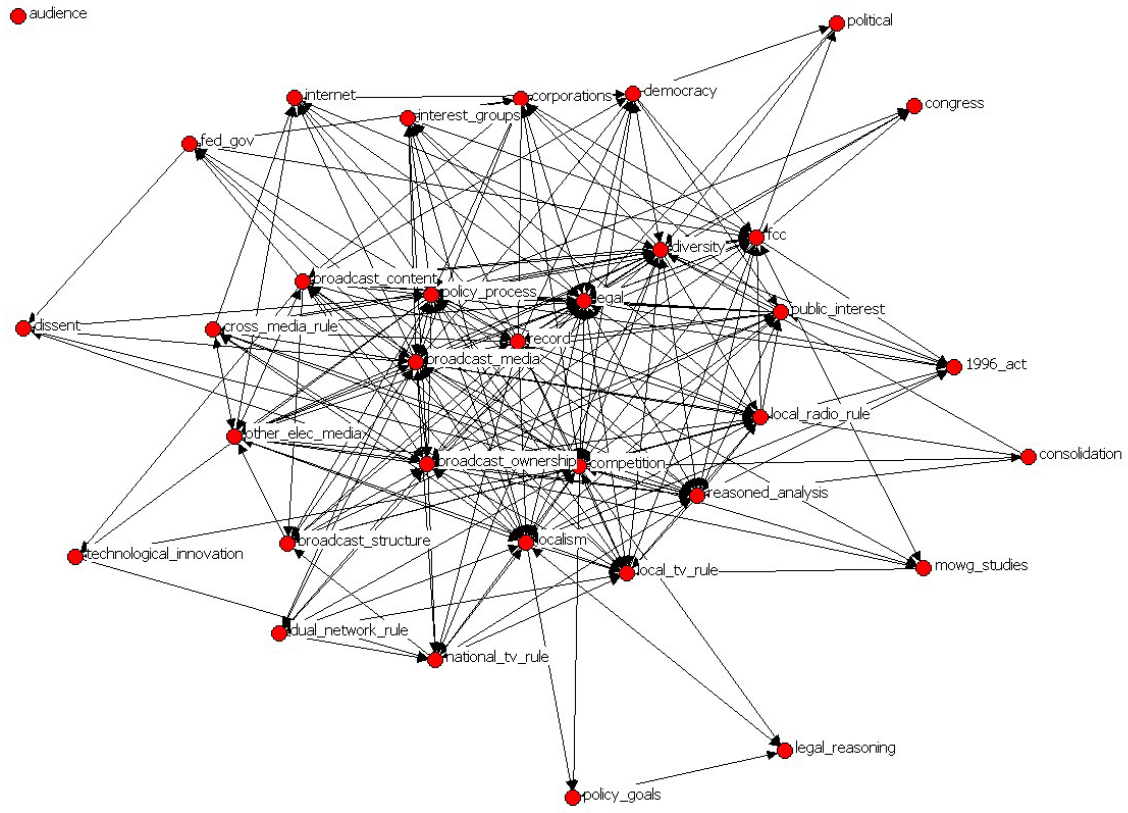 audience
political
internet
corporations
democracy
congress
interest_groups
fed_gov
fcc
diversity
broadcast_content
policy_process
legal
public_interest
dissent
cross_media_rule
record
broadcast_media
1996_act
local_radio_rule
other_elec_media
consolidation
broadcast_ownership
competition
reasoned_analysis
technological_innovation
broadcast_structure
localism
local_tv_rule
mowg_studies
dual_network_rule
national_tv_rule
legal_reasoning
policy_goals